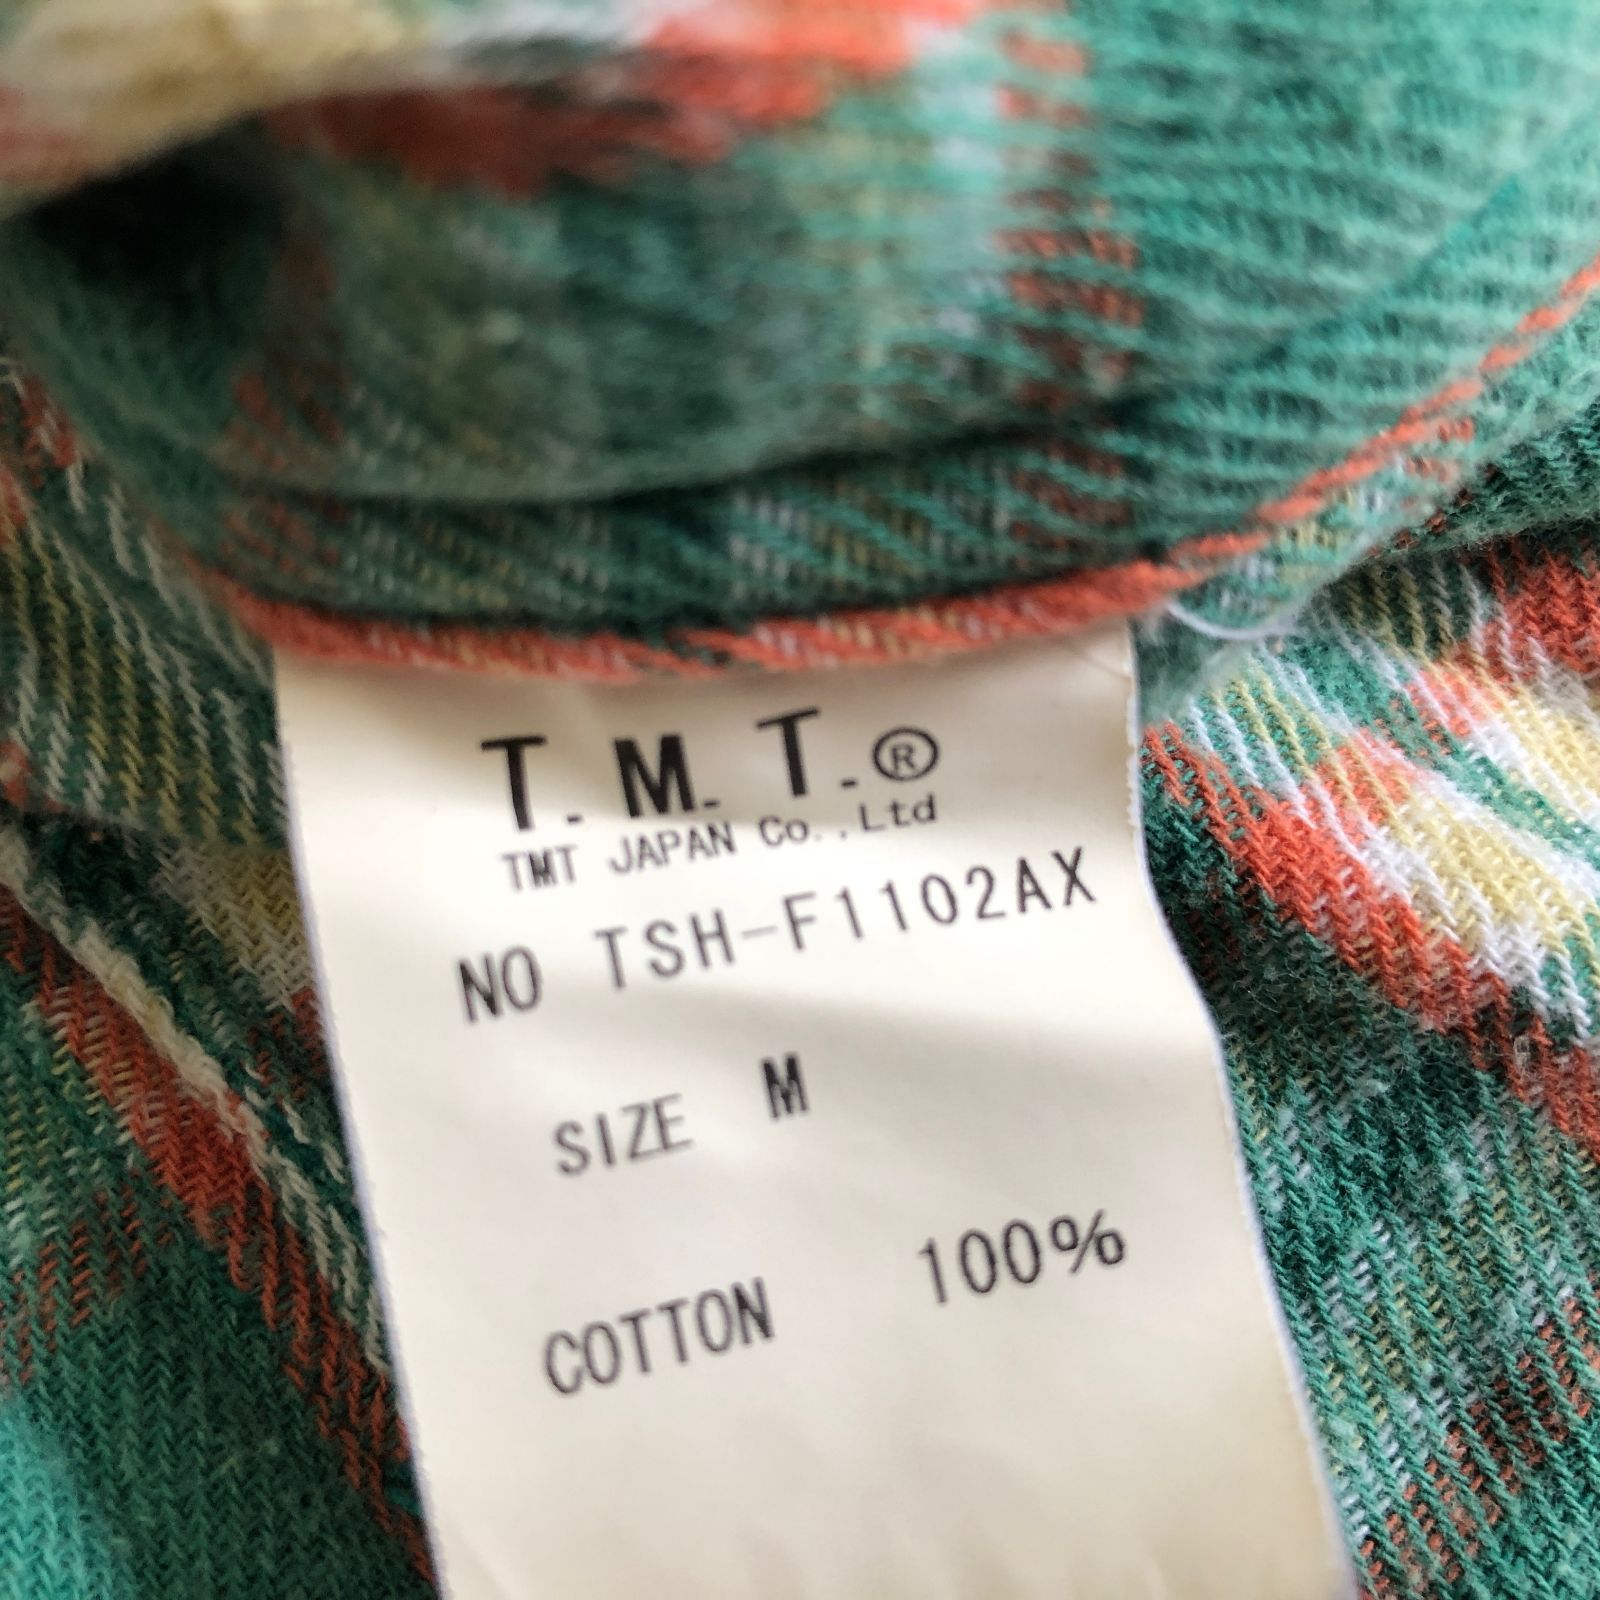 T.M.T.®
TMT JAPAN Co.,Ltd
NO TSH-F1102AX
SIZE M
COTTON 100%